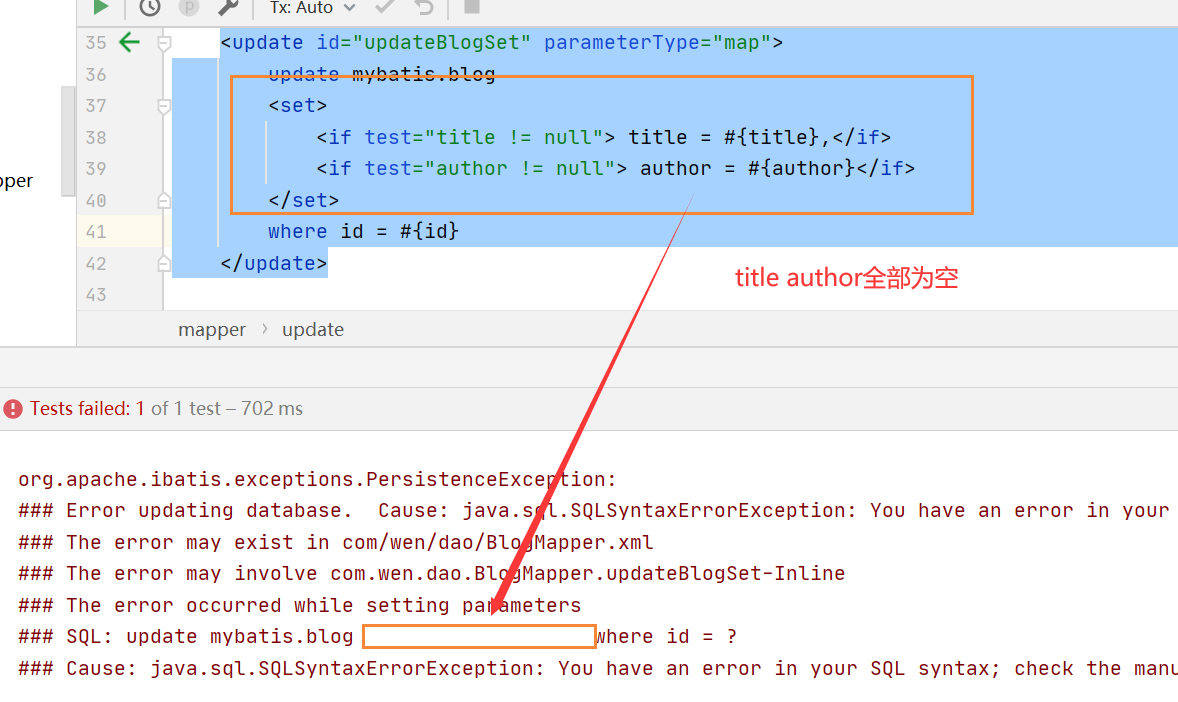 Tx: Auto
35 <update id="updateBlogSet" parameterType="map">
36 update mybatis.blog
37 <set>
38 <if test="title != null"> title = #{title},</if>
39 <if test="author != null"> author = #{author}</if>
pper
40 </set>
41 where id = #{id}
42 </update>
title author全部为空
43
mapper › update
Tests failed: 1 of 1 test – 702 ms
org.apache.ibatis.exceptions.PersistenceException:
### Error updating database.  Cause: java.sql.SQLSyntaxErrorException: You have an error in your
### The error may exist in com/wen/dao/BlogMapper.xml
### The error may involve com.wen.dao.BlogMapper.updateBlogSet-Inline
### The error occurred while setting parameters
### SQL: update mybatis.blog where id = ?
### Cause: java.sql.SQLSyntaxErrorException: You have an error in your SQL syntax; check the manu